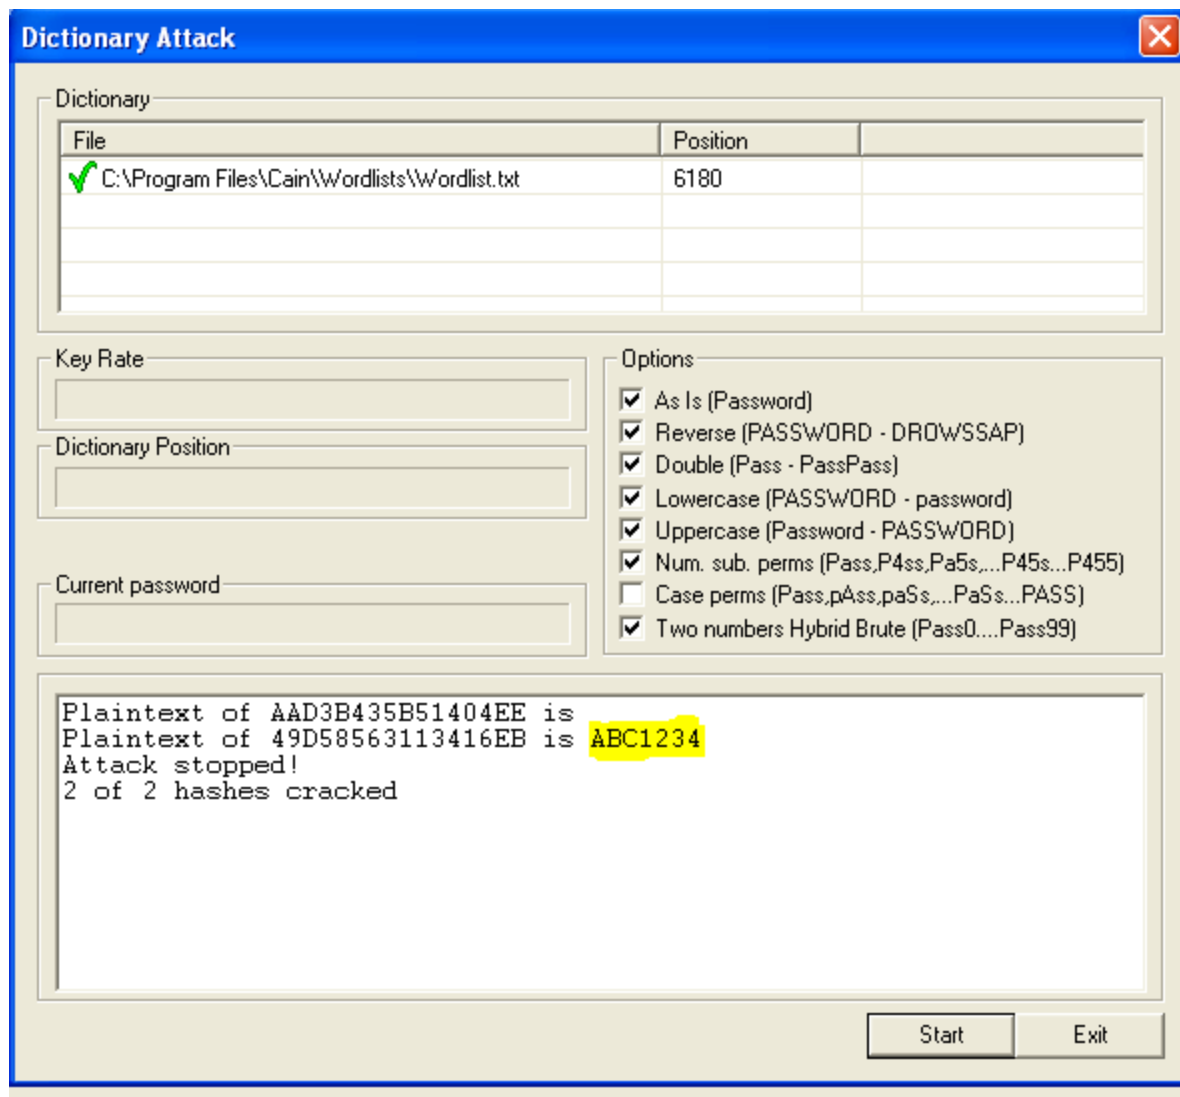 Dictionary Attack
Dictionary
File Position
C:\Program Files\Cain\Wordlists\Wordlist.txt 6180
Key Rate
Dictionary Position
Current password
Options
As Is (Password)
Reverse (PASSWORD - DROWSSAP)
Double (Pass - PassPass)
Lowercase (PASSWORD - password)
Uppercase (Password - PASSWORD)
Num. sub. perms (Pass,P4ss,Pa5s,...P45s...P455)
Case perms (Pass,pAss,paSs,...PaSs...PASS)
Two numbers Hybrid Brute (Pass0....Pass99)
Plaintext of AAD3B435B51404EE is
Plaintext of 49D58563113416EB is ABC1234
Attack stopped!
2 of 2 hashes cracked
Start Exit